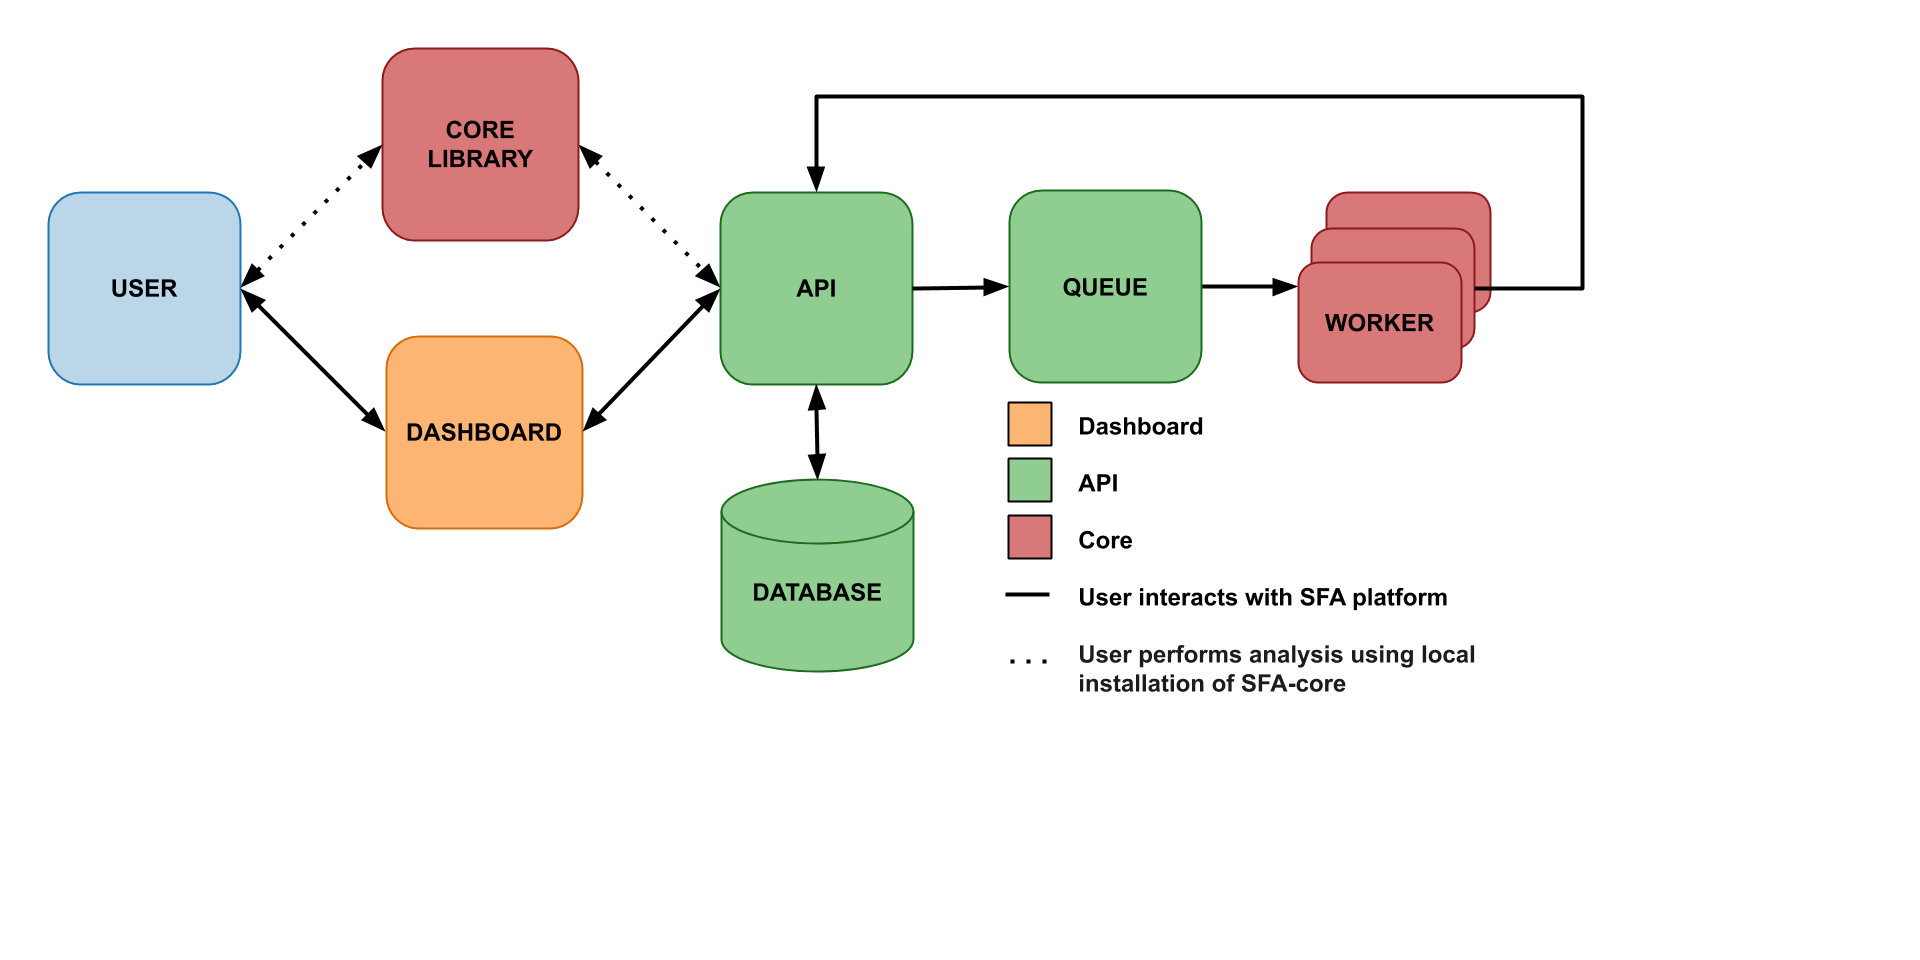 CORE
LIBRARY
USER
API
QUEUE
WORKER
DASHBOARD
DATABASE
Dashboard
API
Core
User interacts with SFA platform
User performs analysis using local
installation of SFA-core